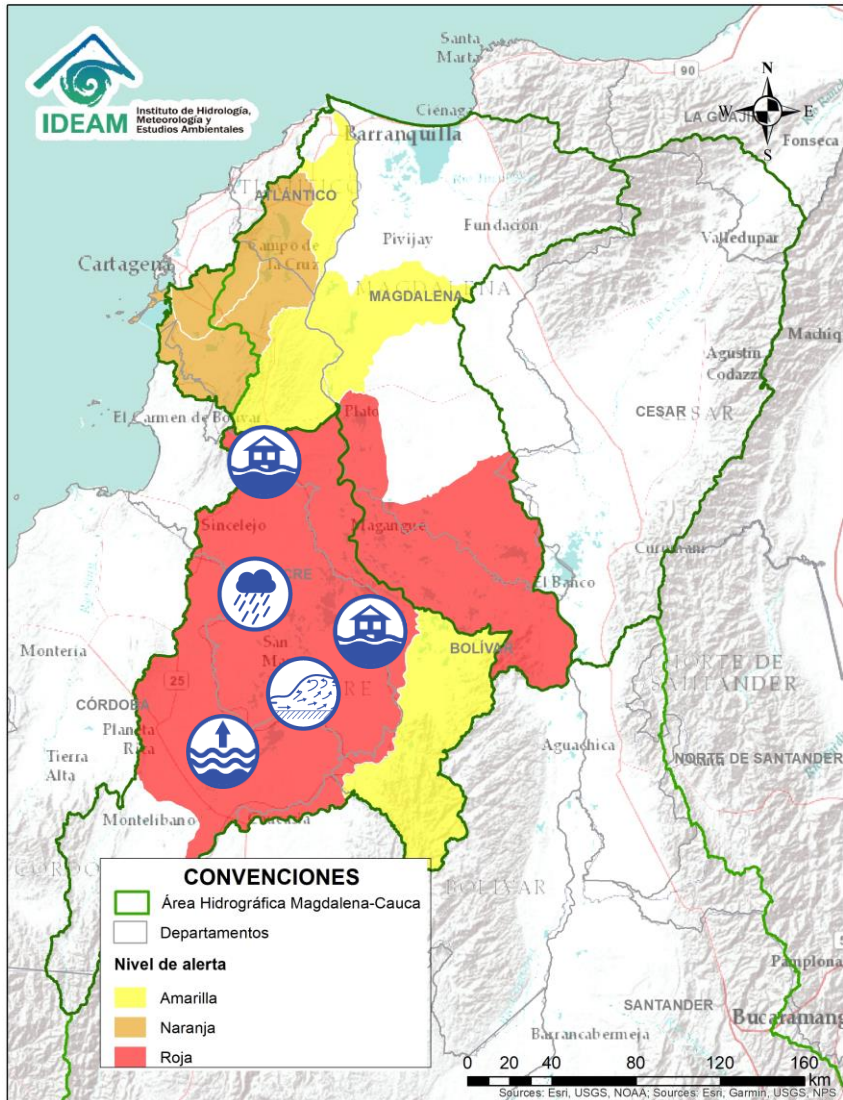 IDEAM
Instituto de Hidrología,
Meteorología y
Estudios Ambientales
Santa
Marta
90
N
W
E
S
LA GUAJIRA
Ciénaga
Barranquilla
Fonseca
ATLÁNTICO
Fundación
Pivijay
Valledupar
Campo de
la Cruz
Cartagena
MAGDALENA
Agustín
Codazzi
El Carmen de Bolívar
Plato
CESAR
CESAR
Sincelejo
Magangué
El Banco
Montería
San
BOLÍVAR
NORTE DE
SANTANDER
25
CÓRDOBA
Planeta
Rica
Tierra
Alta
Aguachica
NORTE DE SANTANDER
Montelíbano
CONVENCIONES
Área Hidrográfica Magdalena-Cauca
Departamentos
Nivel de alerta
Amarilla
Naranja
Roja
BOLÍVAR
Pamplona
SANTANDER
Bucaramang
Barrancabermeja
0 20 40 80 120 160
Km
Sources: Esri, USGS, NOAA; Sources: Esri, Garmin, USGS, NPS